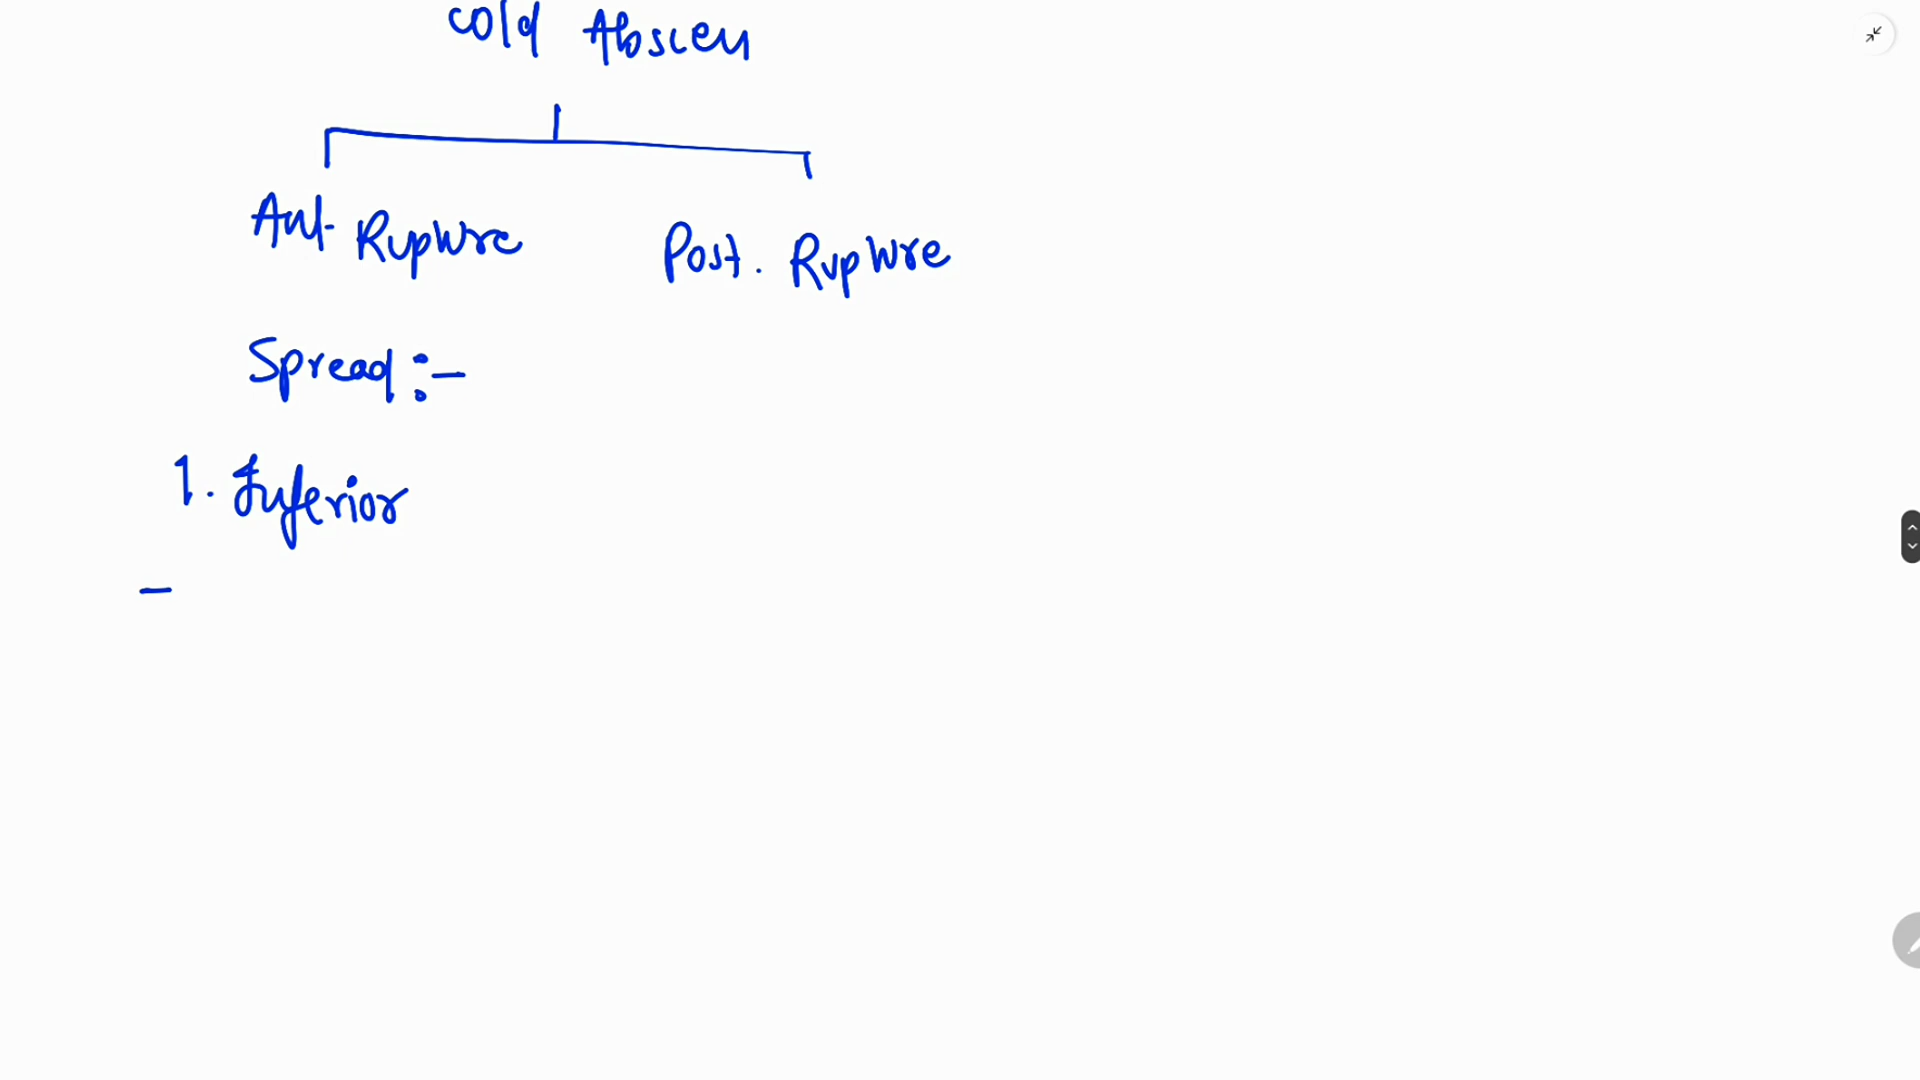 Cold Abscess
Ant. Rupture
Post. Rupture
Spread :-
1. Inferior
-